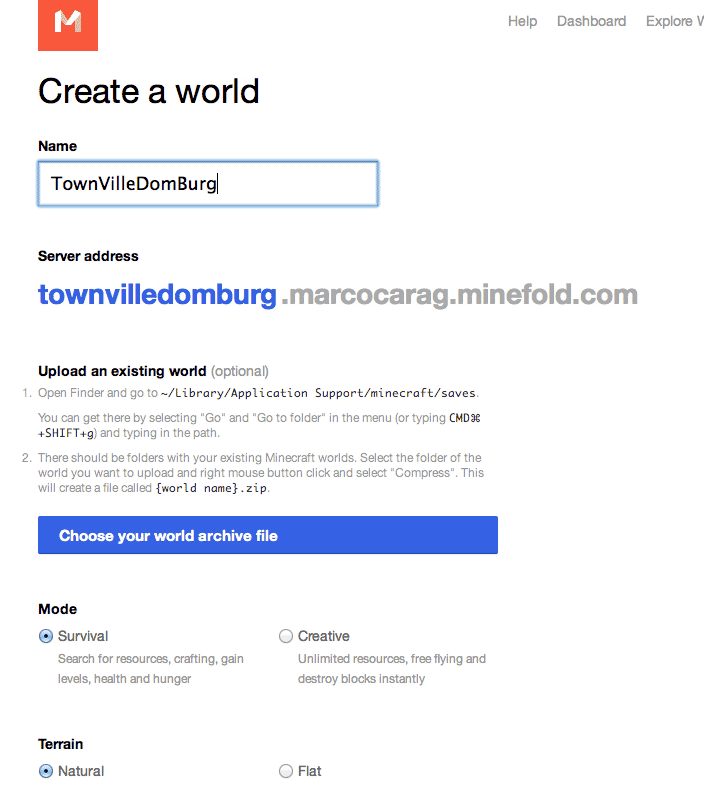 Help Dashboard Explore
Create a world
Name
TownVilleDomBurg
Server address
townvilledomburg.marcocarag.minefold.com
Upload an existing world (optional)
1. Open Finder and go to ~/Library/Application Support/minecraft/saves.
You can get there by selecting "Go" and "Go to folder" in the menu (or typing CMD⌘
+SHIFT+g) and typing in the path.
2. There should be folders with your existing Minecraft worlds. Select the folder of the
world you want to upload and right mouse button click and select "Compress". This
will create a file called {world name}.zip.
Choose your world archive file
Mode
Survival Creative
Search for resources, crafting, gain Unlimited resources, free flying and
levels, health and hunger destroy blocks instantly
Terrain
Natural Flat